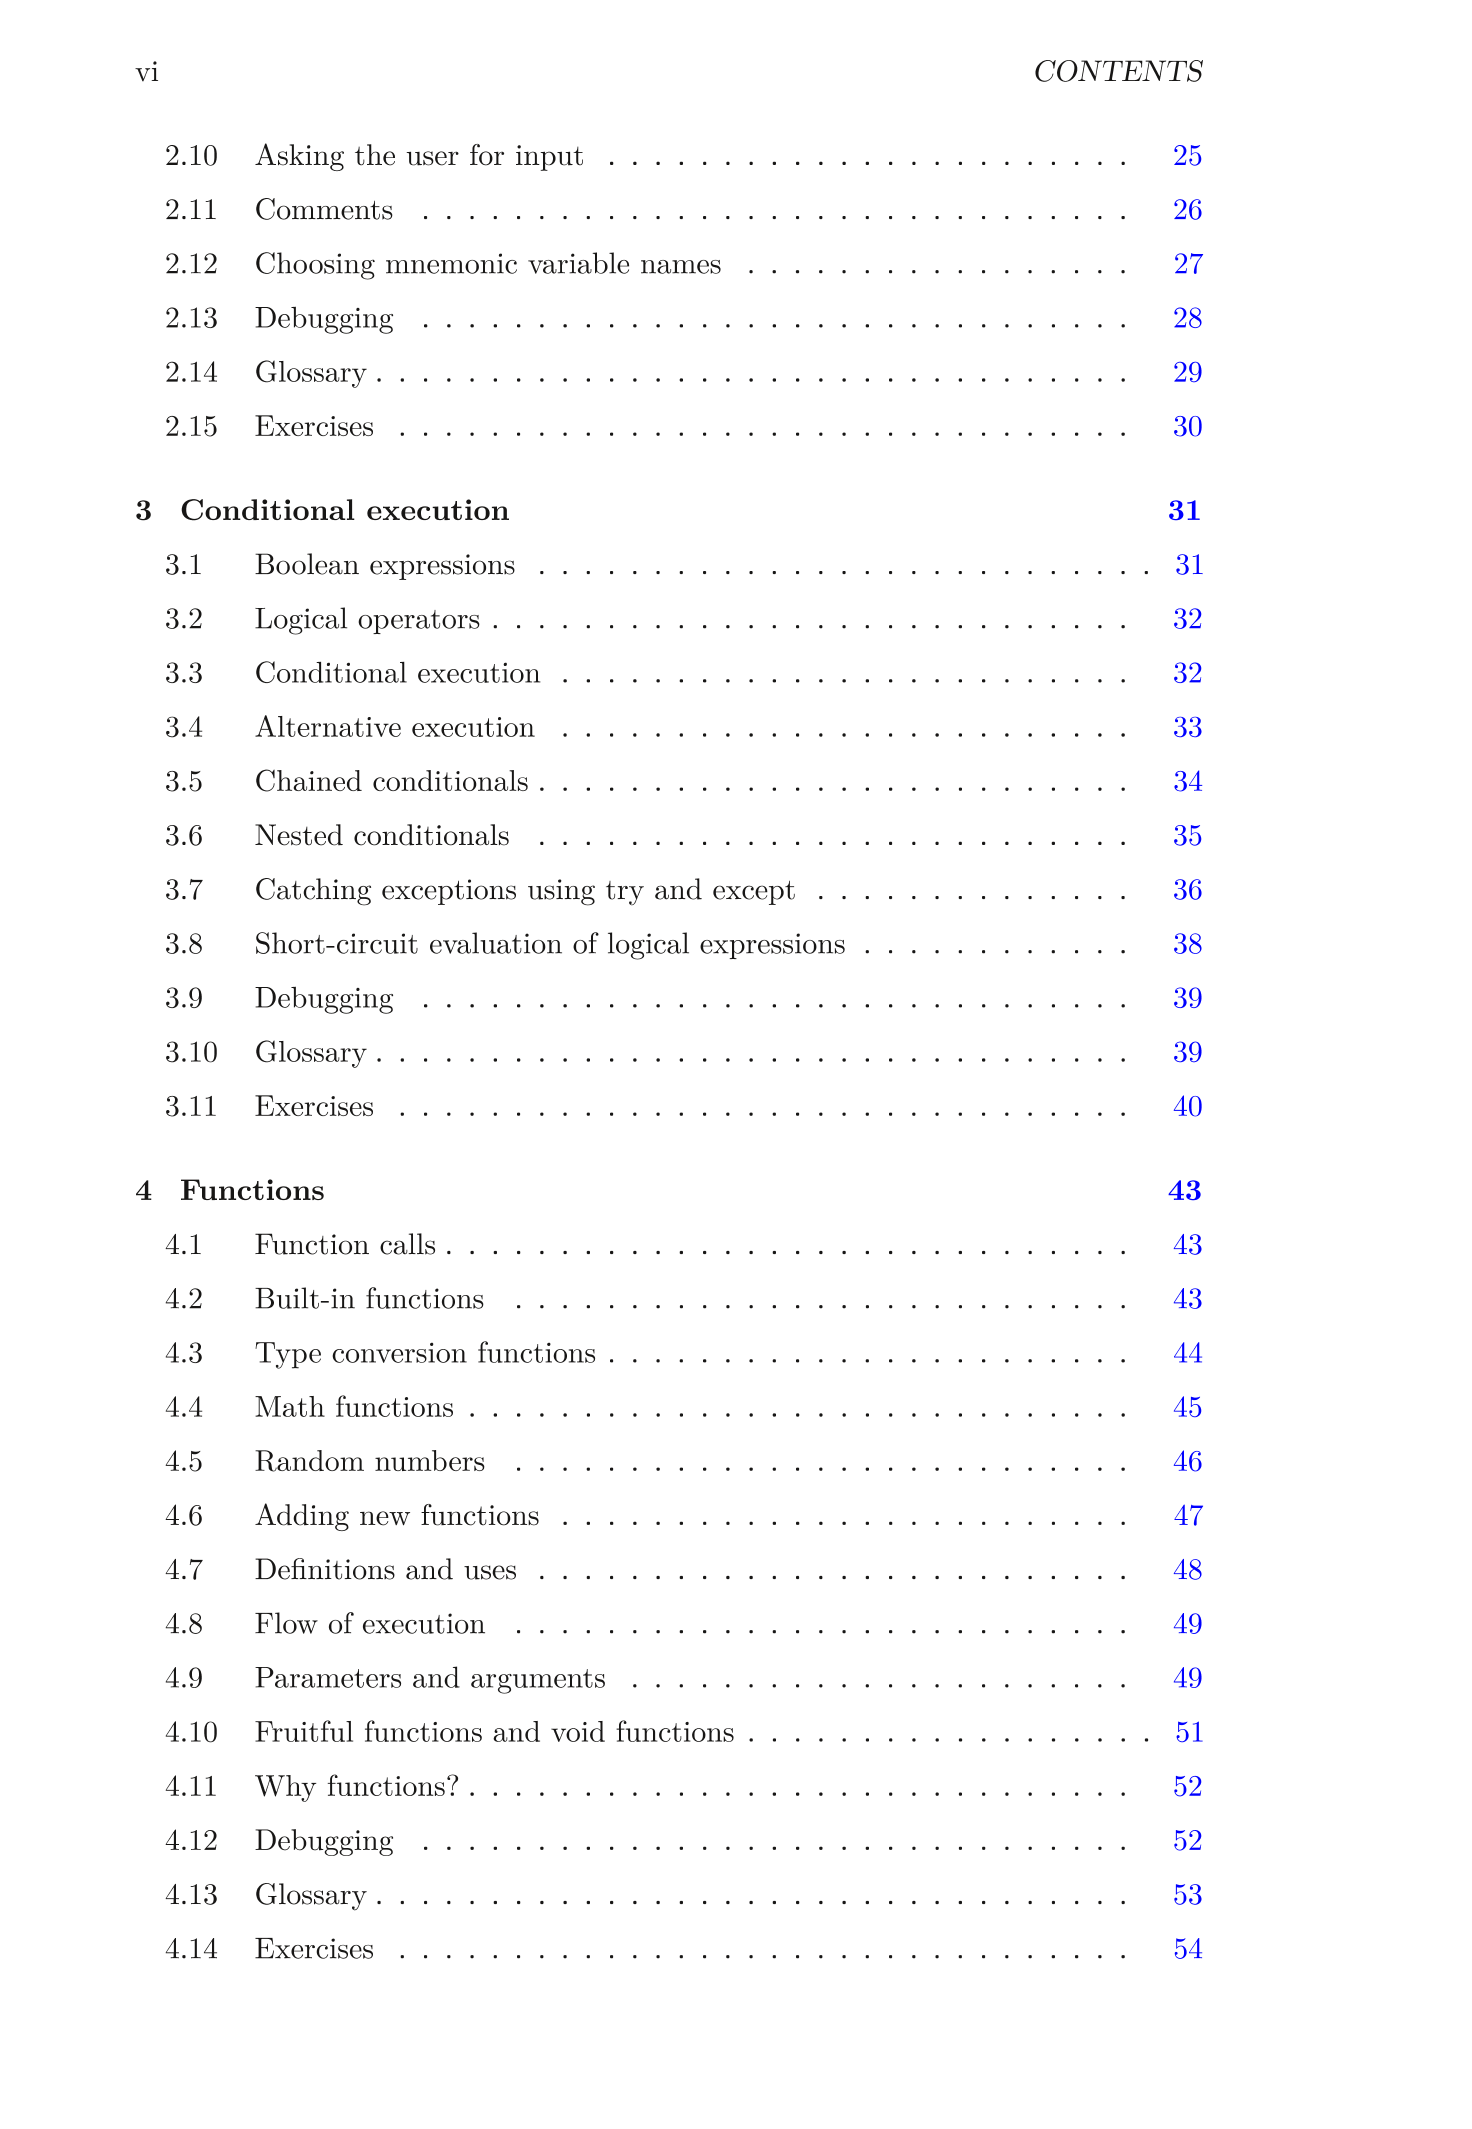 vi CONTENTS
2.10 Asking the user for input . . . . . . . . . . . . . . . . . . . . . . . 25
2.11 Comments . . . . . . . . . . . . . . . . . . . . . . . . . . . . . . . 26
2.12 Choosing mnemonic variable names . . . . . . . . . . . . . . . . . 27
2.13 Debugging . . . . . . . . . . . . . . . . . . . . . . . . . . . . . . . 28
2.14 Glossary . . . . . . . . . . . . . . . . . . . . . . . . . . . . . . . . . 29
2.15 Exercises . . . . . . . . . . . . . . . . . . . . . . . . . . . . . . . . 30
3 Conditional execution 31
3.1 Boolean expressions . . . . . . . . . . . . . . . . . . . . . . . . . . . 31
3.2 Logical operators . . . . . . . . . . . . . . . . . . . . . . . . . . . . 32
3.3 Conditional execution . . . . . . . . . . . . . . . . . . . . . . . . . 32
3.4 Alternative execution . . . . . . . . . . . . . . . . . . . . . . . . . 33
3.5 Chained conditionals . . . . . . . . . . . . . . . . . . . . . . . . . . 34
3.6 Nested conditionals . . . . . . . . . . . . . . . . . . . . . . . . . . 35
3.7 Catching exceptions using try and except . . . . . . . . . . . . . . 36
3.8 Short-circuit evaluation of logical expressions . . . . . . . . . . . . 38
3.9 Debugging . . . . . . . . . . . . . . . . . . . . . . . . . . . . . . . 39
3.10 Glossary . . . . . . . . . . . . . . . . . . . . . . . . . . . . . . . . . 39
3.11 Exercises . . . . . . . . . . . . . . . . . . . . . . . . . . . . . . . . 40
4 Functions 43
4.1 Function calls . . . . . . . . . . . . . . . . . . . . . . . . . . . . . . 43
4.2 Built-in functions . . . . . . . . . . . . . . . . . . . . . . . . . . . 43
4.3 Type conversion functions . . . . . . . . . . . . . . . . . . . . . . . 44
4.4 Math functions . . . . . . . . . . . . . . . . . . . . . . . . . . . . . 45
4.5 Random numbers . . . . . . . . . . . . . . . . . . . . . . . . . . . 46
4.6 Adding new functions . . . . . . . . . . . . . . . . . . . . . . . . . 47
4.7 Definitions and uses . . . . . . . . . . . . . . . . . . . . . . . . . . 48
4.8 Flow of execution . . . . . . . . . . . . . . . . . . . . . . . . . . . 49
4.9 Parameters and arguments . . . . . . . . . . . . . . . . . . . . . . 49
4.10 Fruitful functions and void functions . . . . . . . . . . . . . . . . . . 51
4.11 Why functions? . . . . . . . . . . . . . . . . . . . . . . . . . . . . . 52
4.12 Debugging . . . . . . . . . . . . . . . . . . . . . . . . . . . . . . . 52
4.13 Glossary . . . . . . . . . . . . . . . . . . . . . . . . . . . . . . . . . 53
4.14 Exercises . . . . . . . . . . . . . . . . . . . . . . . . . . . . . . . . 54